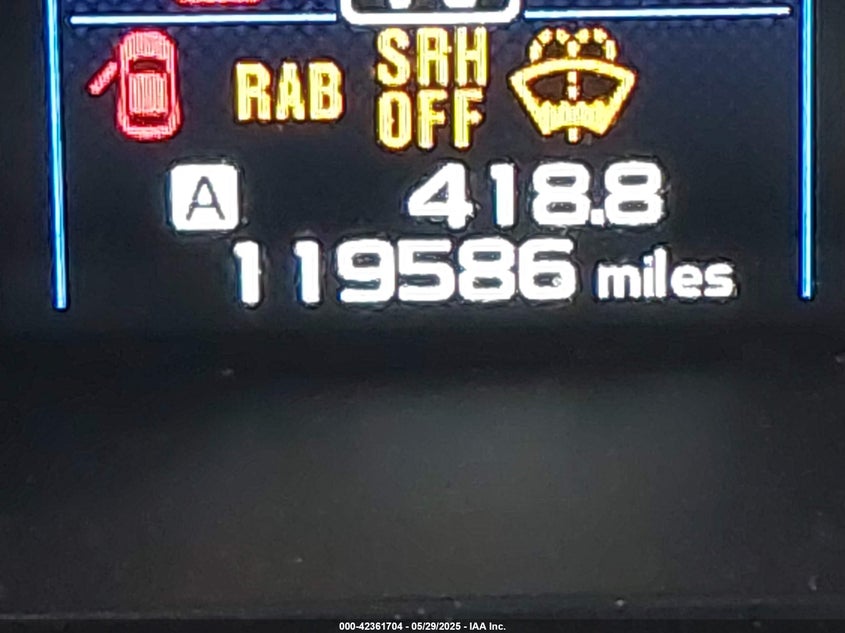 RAB SRH OFF
A 418.8
119586 miles
000-42361704 - 05/29/2025 - IAA Inc.